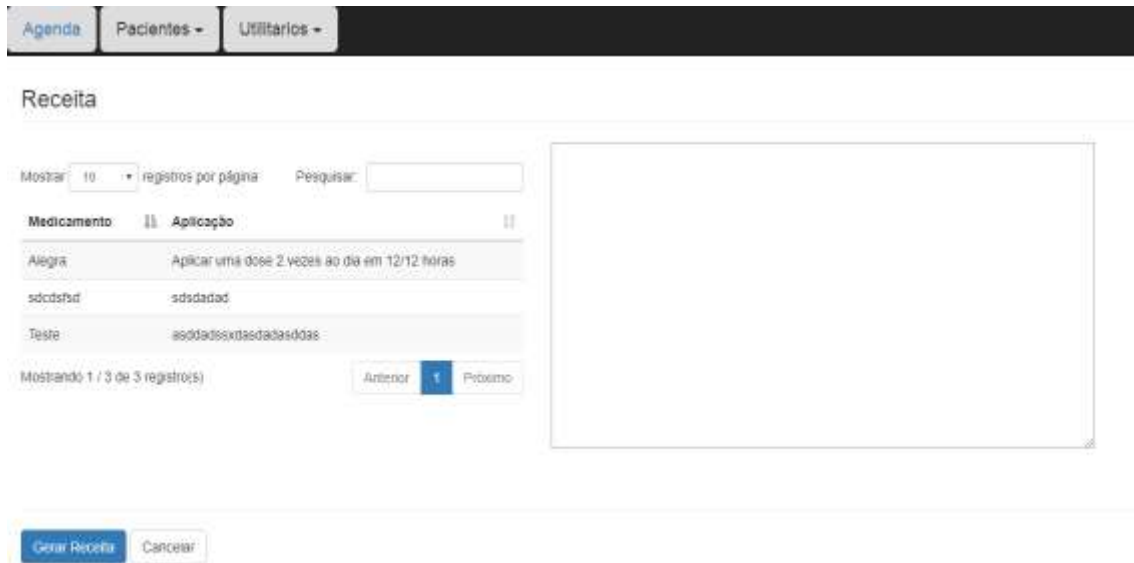 Agenda Pacientes Utilitarios
Receita
Mostrar 10 registros por página Pesquisar:
Medicamento Aplicação
Alegra Aplicar uma dose 2 vezes ao dia em 12/12 horas
sdcdsfsd sdsdadad
Teste asddadssxdasdadasddas
Mostrando 1 / 3 de 3 registro(s) Anterior 1 Próximo
Gerar Receita Cancelar